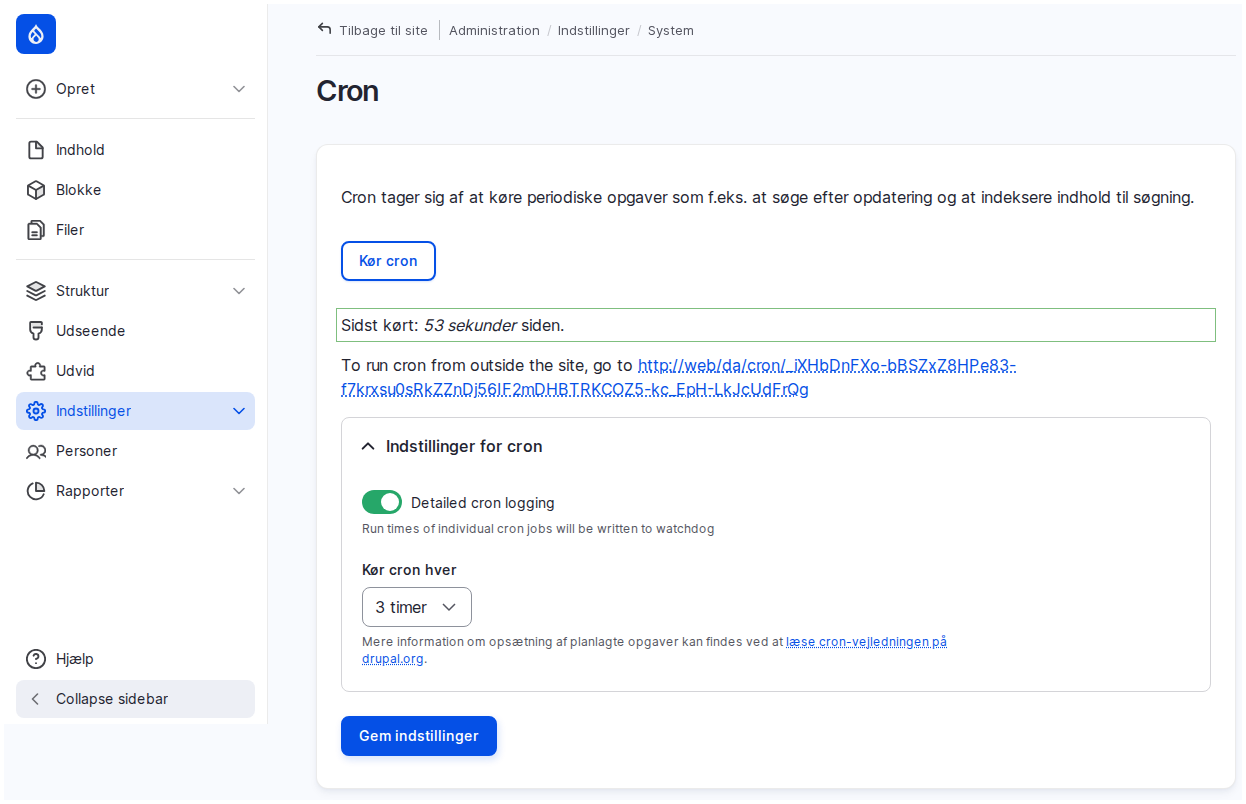 Tilbage til site
Administration / Indstillinger / System
Opret
Indhold
Blokke
Filer
Struktur
Udseende
Udvid
Indstillinger
Personer
Rapporter
Hjælp
Collapse sidebar
Cron
Cron tager sig af at køre periodiske opgaver som f.eks. at søge efter opdatering og at indeksere indhold til søgning.
Kør cron
Sidst kørt: 53 sekunder siden.
To run cron from outside the site, go to http://web/da/cron/_jXHbDnFXo-bBSZxZ8HPe83-
f7krxsu0sRkZZnDj56IF2mDHBTRKCOZ5-kc_EpH-LkJcUdFrQg
Indstillinger for cron
Detailed cron logging
Run times of individual cron jobs will be written to watchdog
Kør cron hver
3 timer
Mere information om opsætning af planlagte opgaver kan findes ved at læse cron-vejledningen på
drupal.org.
Gem indstillinger